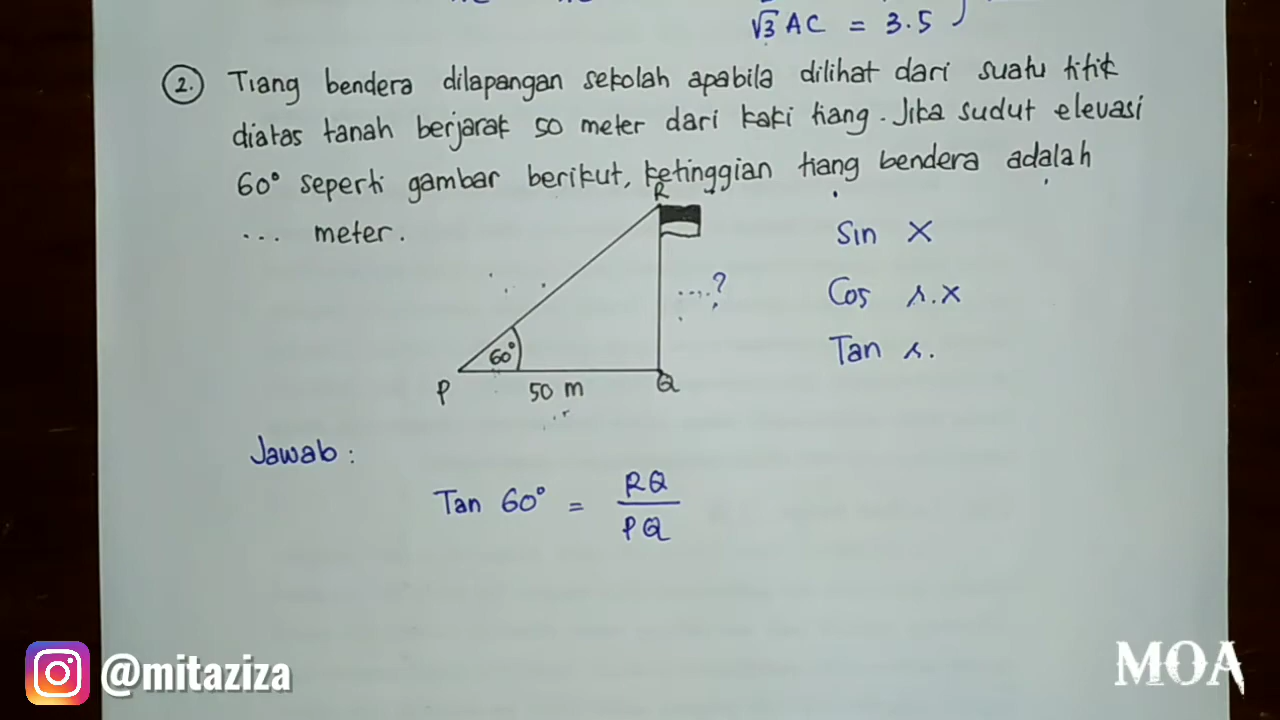 √3 AC = 3.5
2. Tiang bendera dilapangan sekolah apabila dilihat dari suatu titik
diatas tanah berjarak 50 meter dari kaki tiang. Jika sudut elevasi
60° seperti gambar berikut, ketinggian tiang bendera adalah
... meter.
R
Sin
Cos
Tan
....?
60°
P
50 m
Q
Jawab :
Tan 60° = RQ / PQ
@mitaziza
MOA